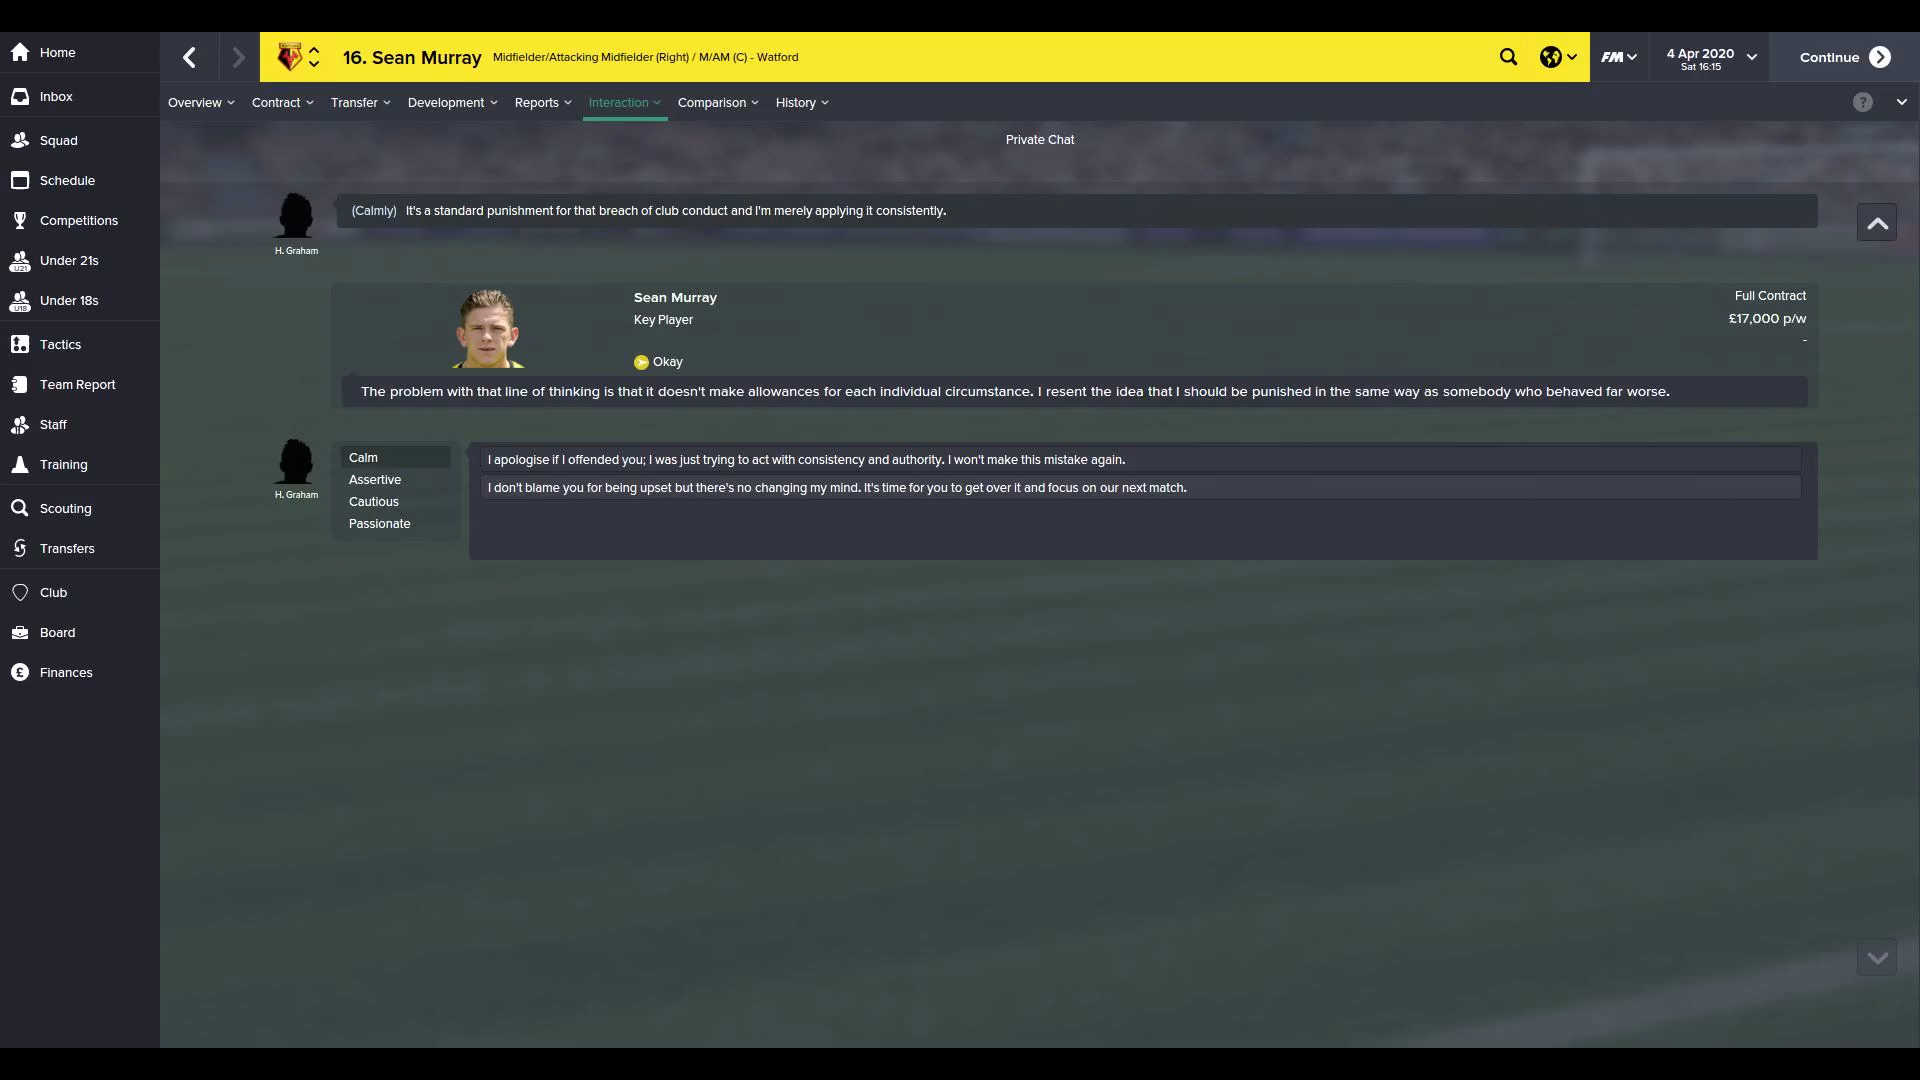 Home
Inbox
Squad
Schedule
Competitions
U21
Under 21s
U18
Under 18s
Tactics
Team Report
Staff
Training
Scouting
Transfers
Club
Board
Finances
16. Sean Murray Midfielder/Attacking Midfielder (Right) / M/AM (C) - Watford
FM
4 Apr 2020
Sat 16:15
Continue
Overview Contract Transfer Development Reports Interaction Comparison History
?
Private Chat
(Calmly) It's a standard punishment for that breach of club conduct and I'm merely applying it consistently.
H. Graham
Sean Murray
Key Player
Okay
Full Contract
£17,000 p/w
-
The problem with that line of thinking is that it doesn't make allowances for each individual circumstance. I resent the idea that I should be punished in the same way as somebody who behaved far worse.
H. Graham
Calm
Assertive
Cautious
Passionate
I apologise if I offended you; I was just trying to act with consistency and authority. I won't make this mistake again.
I don't blame you for being upset but there's no changing my mind. It's time for you to get over it and focus on our next match.